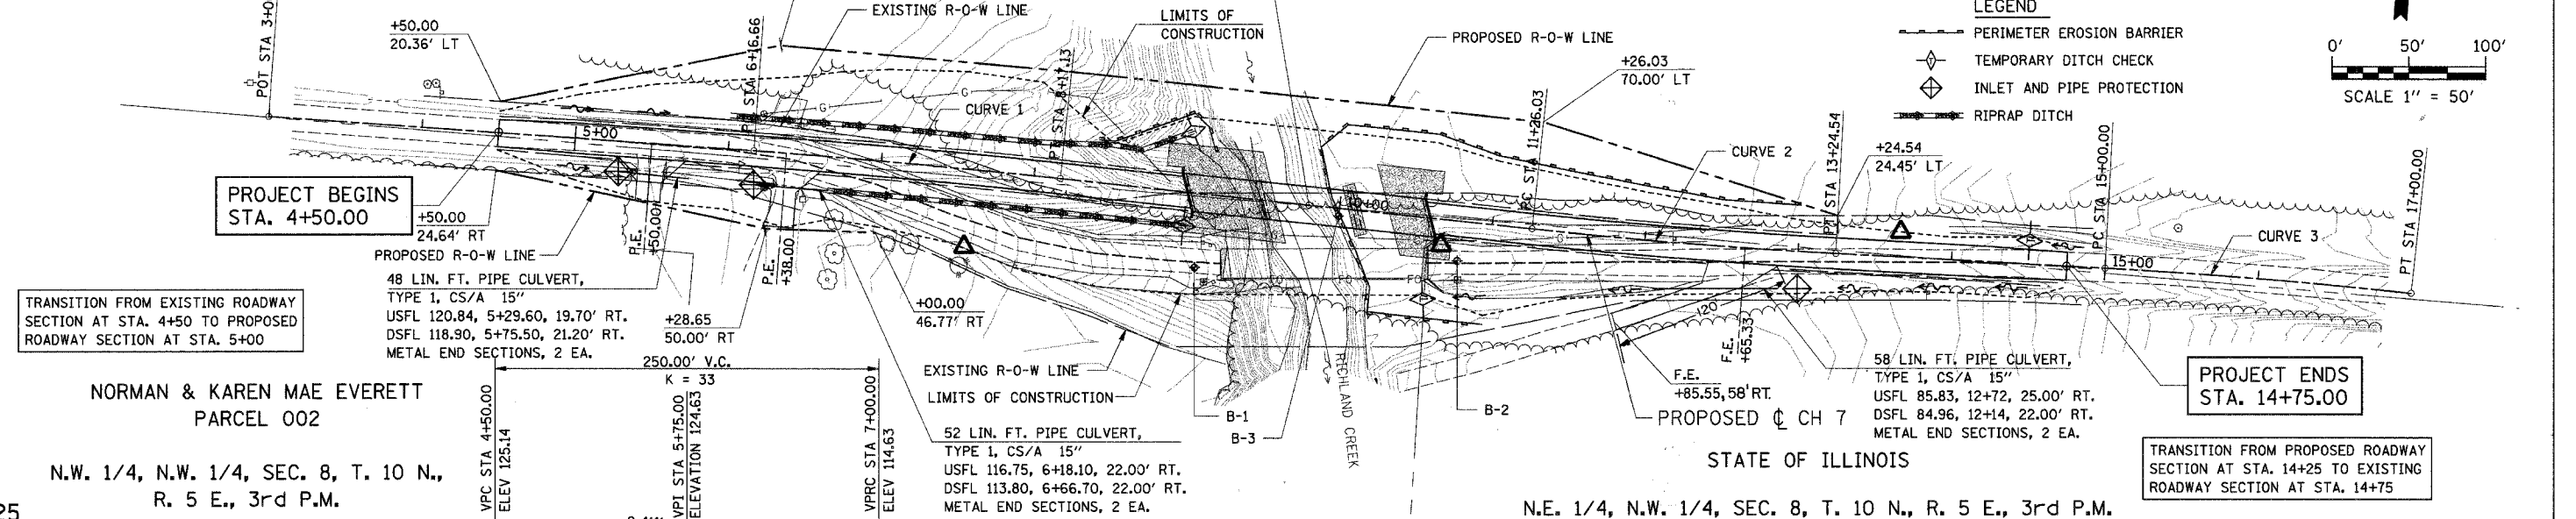 POT STA 3+0
+50.00
20.36' LT
PI STA 6+16.66
EXISTING R-O-W LINE
LIMITS OF
CONSTRUCTION
PT STA 8+17.13
CURVE 1
PROPOSED R-O-W LINE
+26.03
70.00' LT
PC STA 11+26.03
LEGEND
PERIMETER EROSION BARRIER
TEMPORARY DITCH CHECK
INLET AND PIPE PROTECTION
RIPRAP DITCH
0' 50' 100'
SCALE 1" = 50'
5+00
G
G
G
10+00
CURVE 2
PT STA 13+24.54
+24.54
24.45' LT
PC STA 15+00.00
15+00
CURVE 3
PT STA 17+00.00
PROJECT BEGINS
STA. 4+50.00
+50.00
24.64' RT
PROPOSED R-O-W LINE
P.E.
+50.00
P.E.
+38.00
48 LIN. FT. PIPE CULVERT,
TYPE 1, CS/A 15"
USFL 120.84, 5+29.60, 19.70' RT.
DSFL 118.90, 5+75.50, 21.20' RT.
METAL END SECTIONS, 2 EA.
+28.65
50.00' RT
+00.00
46.77' RT
FO FO FO
TRANSITION FROM EXISTING ROADWAY
SECTION AT STA. 4+50 TO PROPOSED
ROADWAY SECTION AT STA. 5+00
250.00' V.C.
K = 33
VPC STA 4+50.00
ELEV 125.14
VPI STA 5+75.00
ELEVATION 124.63
VPRC STA 7+00.00
ELEV 114.63
EXISTING R-O-W LINE
LIMITS OF CONSTRUCTION
52 LIN. FT. PIPE CULVERT,
TYPE 1, CS/A 15"
USFL 116.75, 6+18.10, 22.00' RT.
DSFL 113.80, 6+66.70, 22.00' RT.
METAL END SECTIONS, 2 EA.
B-1
B-3
B-2
RICHLAND CREEK
120
F.E.
+65.33
F.E.
+85.55, 58' RT.
PROPOSED ℄ CH 7
58 LIN. FT. PIPE CULVERT,
TYPE 1, CS/A 15"
USFL 85.83, 12+72, 25.00' RT.
DSFL 84.96, 12+14, 22.00' RT.
METAL END SECTIONS, 2 EA.
PROJECT ENDS
STA. 14+75.00
TRANSITION FROM PROPOSED ROADWAY
SECTION AT STA. 14+25 TO EXISTING
ROADWAY SECTION AT STA. 14+75
NORMAN & KAREN MAE EVERETT
PARCEL 002
N.W. 1/4, N.W. 1/4, SEC. 8, T. 10 N.,
R. 5 E., 3rd P.M.
STATE OF ILLINOIS
N.E. 1/4, N.W. 1/4, SEC. 8, T. 10 N., R. 5 E., 3rd P.M.
25